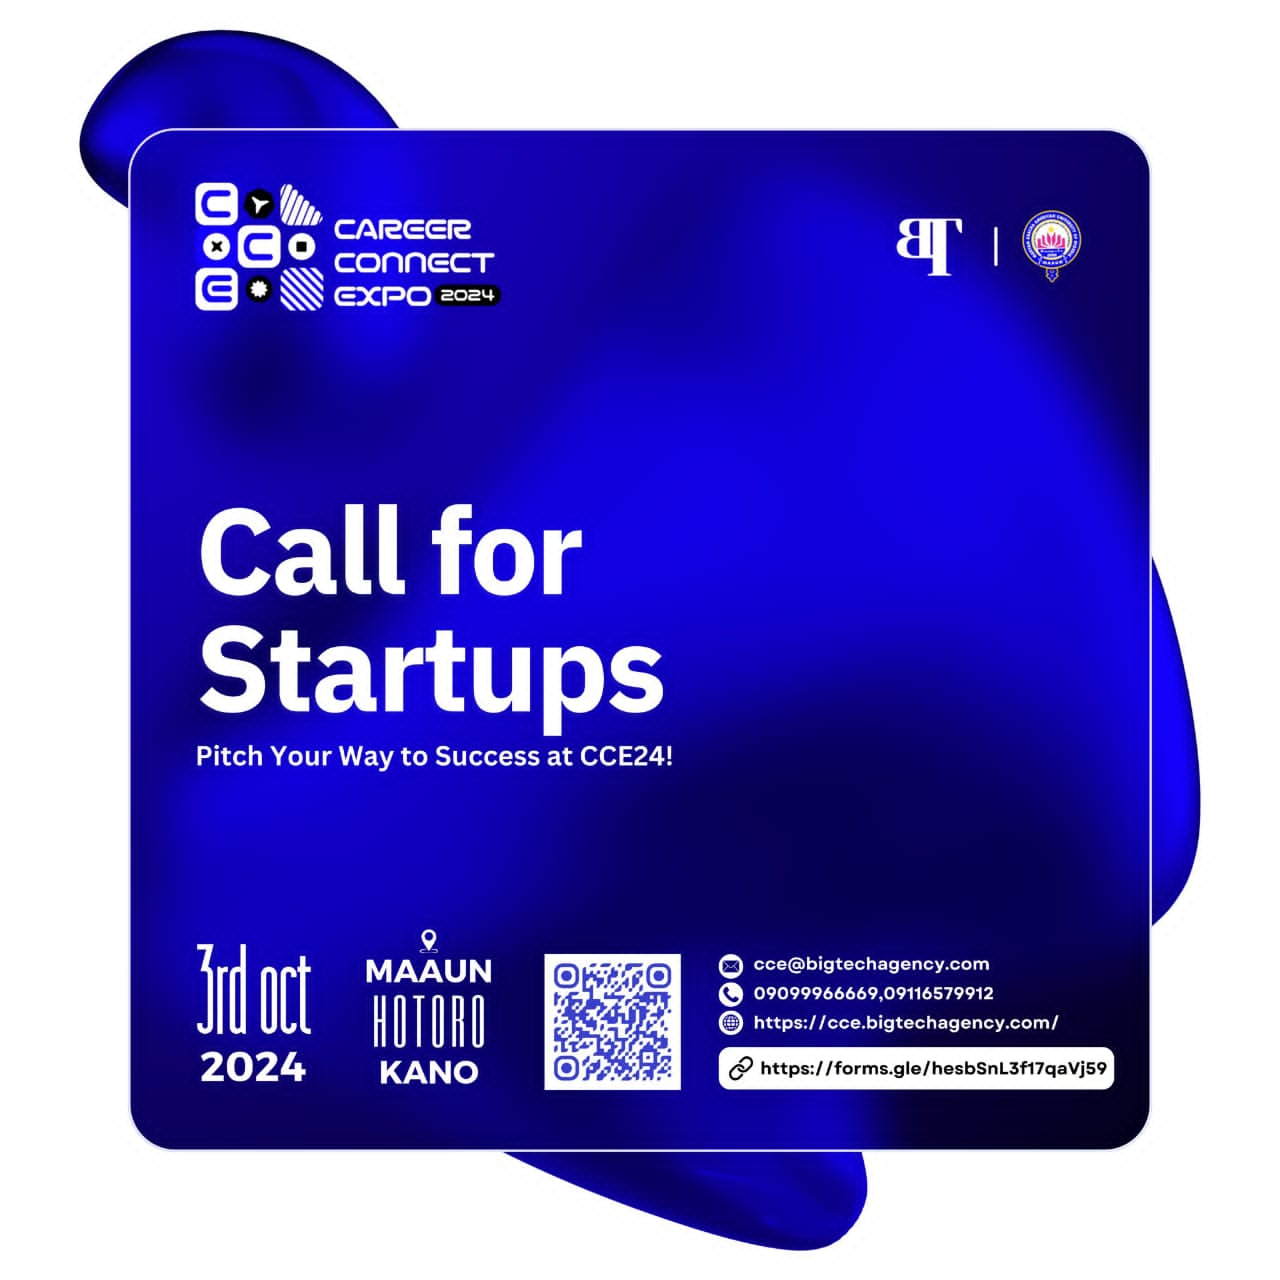 CAREER
CONNECT
EXPO 2024
BT
Call for
Startups
Pitch Your Way to Success at CCE24!
3rd oct
2024
MAAUN
HOTORO
KANO
cce@bigtechagency.com
09099966669,09116579912
https://cce.bigtechagency.com/
https://forms.gle/hesbSnL3f17qaVj59